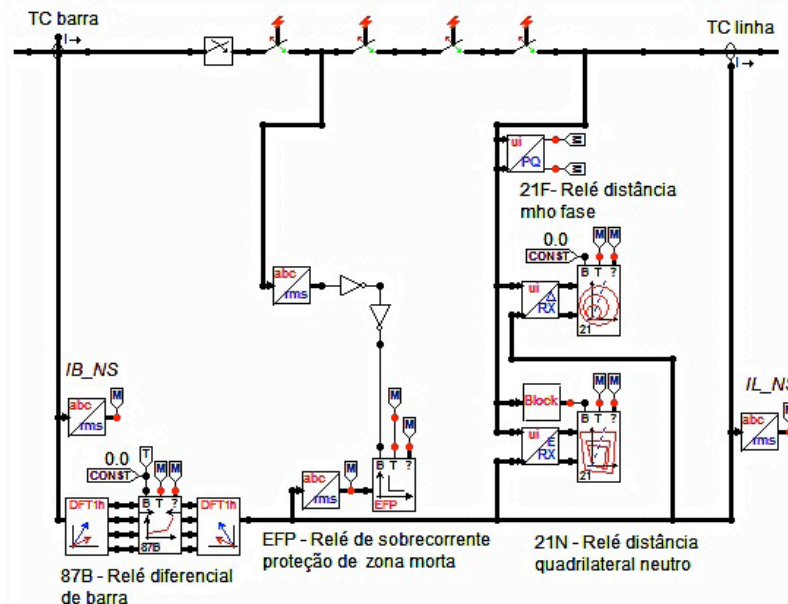 TC barra
TC linha
I →
I →
ui
PQ
M
M
21F- Relé distância
mho fase
0.0
M
M
CONST
B T ?
abc
rms
ui
Δ
RX
21
IB_NS
M
abc
rms
M
M
Block
M
M
B T ?
IL_NS
M
abc
rms
0.0
T
CONST
M
M
B T ?
ui
E
RX
21
DFT1h
B T ?
87B
DFT1h
abc
rms
M
EFP
87B - Relé diferencial
de barra
EFP - Relé de sobrecorrente
proteção de zona morta
21N - Relé distância
quadrilateral neutro